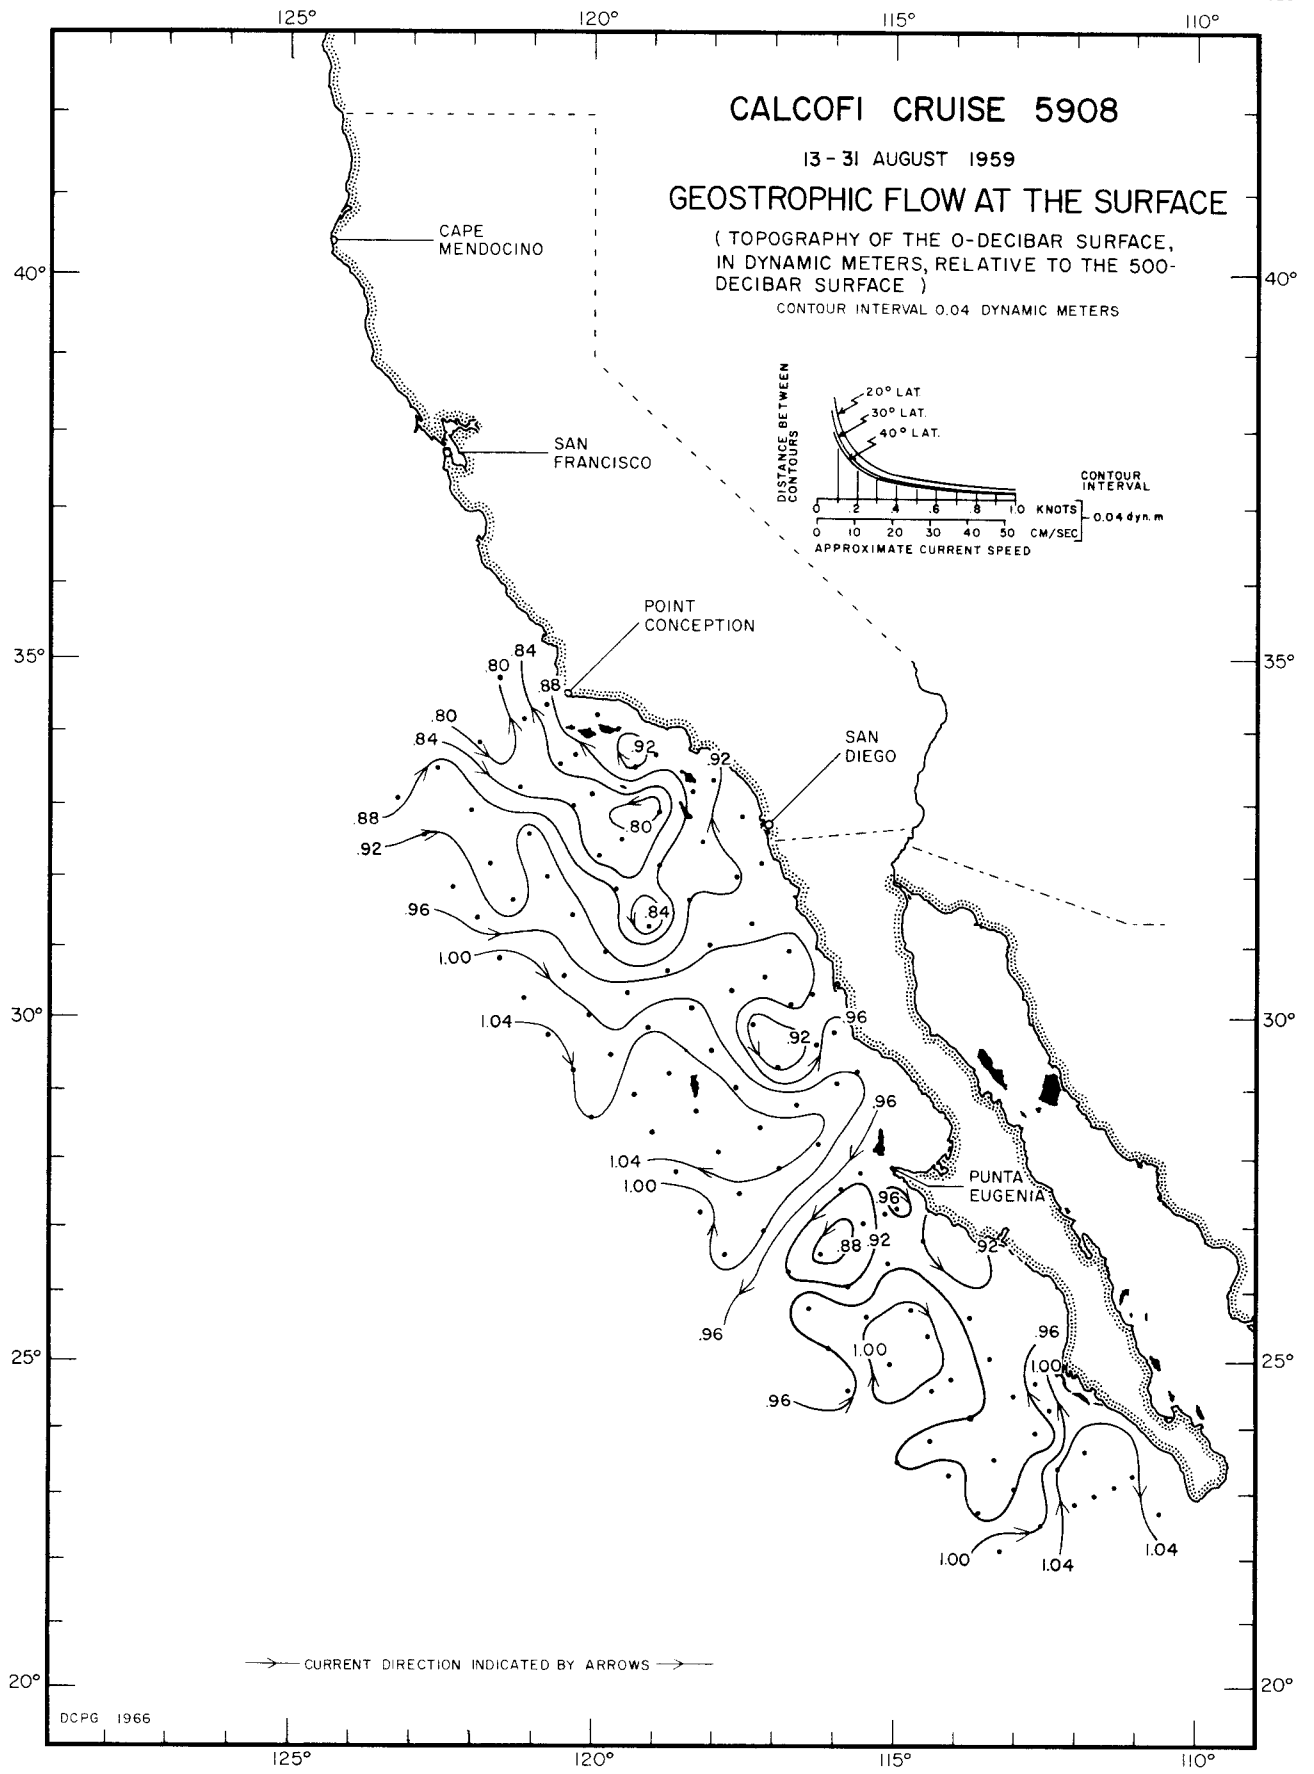 125°
120°
115°
110°
CALCOFI CRUISE 5908
13-31 AUGUST 1959
GEOSTROPHIC FLOW AT THE SURFACE
( TOPOGRAPHY OF THE 0-DECIBAR SURFACE,
IN DYNAMIC METERS, RELATIVE TO THE 500-
DECIBAR SURFACE )
CONTOUR INTERVAL 0.04 DYNAMIC METERS
CAPE
MENDOCINO
40°
40°
DISTANCE BETWEEN
CONTOURS
20° LAT.
30° LAT.
40° LAT.
CONTOUR
INTERVAL
0 .2 .4 .6 .8 1.0 KNOTS
0.04 dyn. m
0 10 20 30 40 50 CM/SEC
APPROXIMATE CURRENT SPEED
SAN
FRANCISCO
POINT
CONCEPTION
35°
35°
.80
.84
.88
.80
.84
.92
.92
SAN
DIEGO
.88
.80
.92
.96
.84
1.00
30°
30°
1.04
.96
.92
.96
1.04
1.00
PUNTA
EUGENIA
.96
.88
.92
.92
.96
.96
1.00
25°
25°
1.00
.96
1.00
1.04
1.04
CURRENT DIRECTION INDICATED BY ARROWS
20°
20°
DCPG 1966
125°
120°
115°
110°